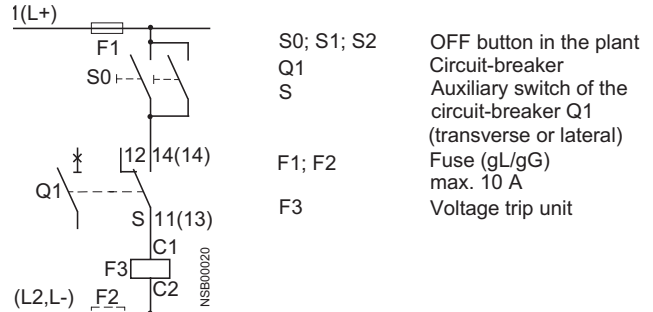 1(L+)
F1
S0
12 14(14)
Q1
S 11(13)
C1
F3
C2
(L2,L-) F2
NSB00020
S0; S1; S2 OFF button in the plant
Q1 Circuit-breaker
S Auxiliary switch of the
circuit-breaker Q1
(transverse or lateral)
F1; F2 Fuse (gL/gG)
max. 10 A
F3 Voltage trip unit